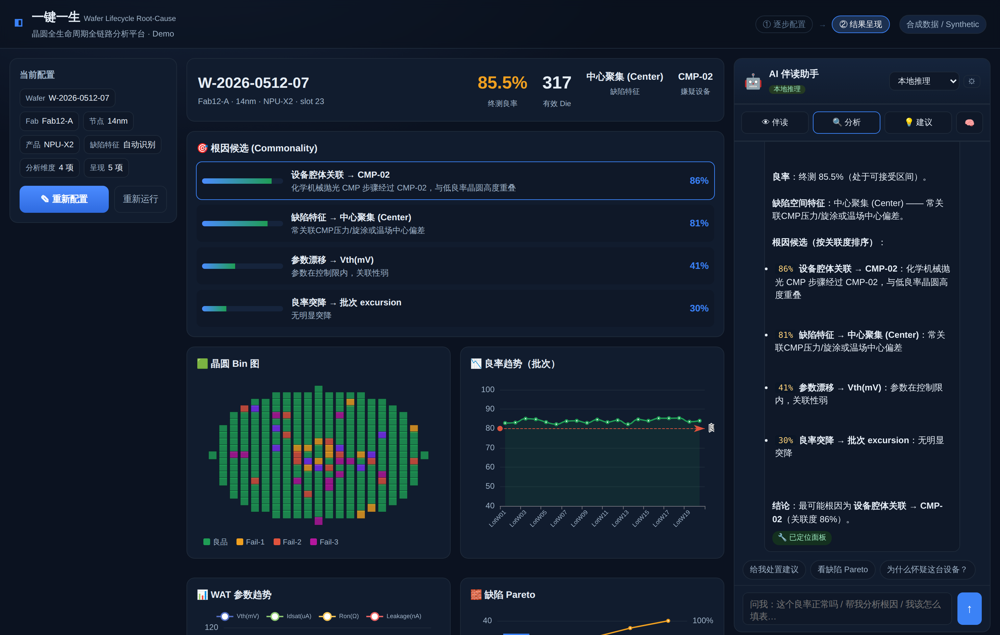 一键一生 Wafer Lifecycle Root-Cause
晶圆全生命周期全链路分析平台 · Demo
① 逐步配置 → ② 结果呈现
合成数据 / Synthetic
当前配置
Wafer W-2026-0512-07
Fab Fab12-A
节点 14nm
产品 NPU-X2
缺陷特征 自动识别
分析维度 4 项
呈现 5 项
✎ 重新配置
重新运行
W-2026-0512-07
Fab12-A · 14nm · NPU-X2 · slot 23
85.5%
终测良率
317
有效 Die
中心聚集 (Center)
缺陷特征
CMP-02
嫌疑设备
🎯 根因候选 (Commonality)
设备腔体关联 → CMP-02
化学机械抛光 CMP 步骤经过 CMP-02，与低良率晶圆高度重叠
86%
缺陷特征 → 中心聚集 (Center)
常关联CMP压力/旋涂或温场中心偏差
81%
参数漂移 → Vth(mV)
参数在控制限内，关联性弱
41%
良率突降 → 批次 excursion
无明显突降
30%
🟩 晶圆 Bin 图
良品 Fail-1 Fail-2 Fail-3
📉 良率趋势（批次）
100
90
80
70
60
50
40
良
LotW01 LotW03 LotW05 LotW07 LotW09 LotW11 LotW13 LotW15 LotW17 LotW19
📊 WAT 参数趋势
Vth(mV) Idsat(uA) Ron(Ω) Leakage(nA)
120
🧱 缺陷 Pareto
40
100%
🤖 AI 伴读助手
本地推理
本地推理
👁 伴读
🔍 分析
💡 建议
🧠
良率：终测 85.5%（处于可接受区间）。
缺陷空间特征：中心聚集 (Center) —— 常关
联CMP压力/旋涂或温场中心偏差。
根因候选（按关联度排序）：
• 86% 设备腔体关联 → CMP-02：化学机械抛
光 CMP 步骤经过 CMP-02，与低良率晶圆高
度重叠
• 81% 缺陷特征 → 中心聚集 (Center)：常关
联CMP压力/旋涂或温场中心偏差
• 41% 参数漂移 → Vth(mV)：参数在控制限
内，关联性弱
• 30% 良率突降 → 批次 excursion：无明显
突降
结论：最可能根因为 设备腔体关联 → CMP-
02（关联度 86%）。
🔧 已定位面板
给我处置建议
看缺陷 Pareto
为什么怀疑这台设备？
问我：这个良率正常吗 / 帮我分析根因 / 我该怎么
填表…
↑